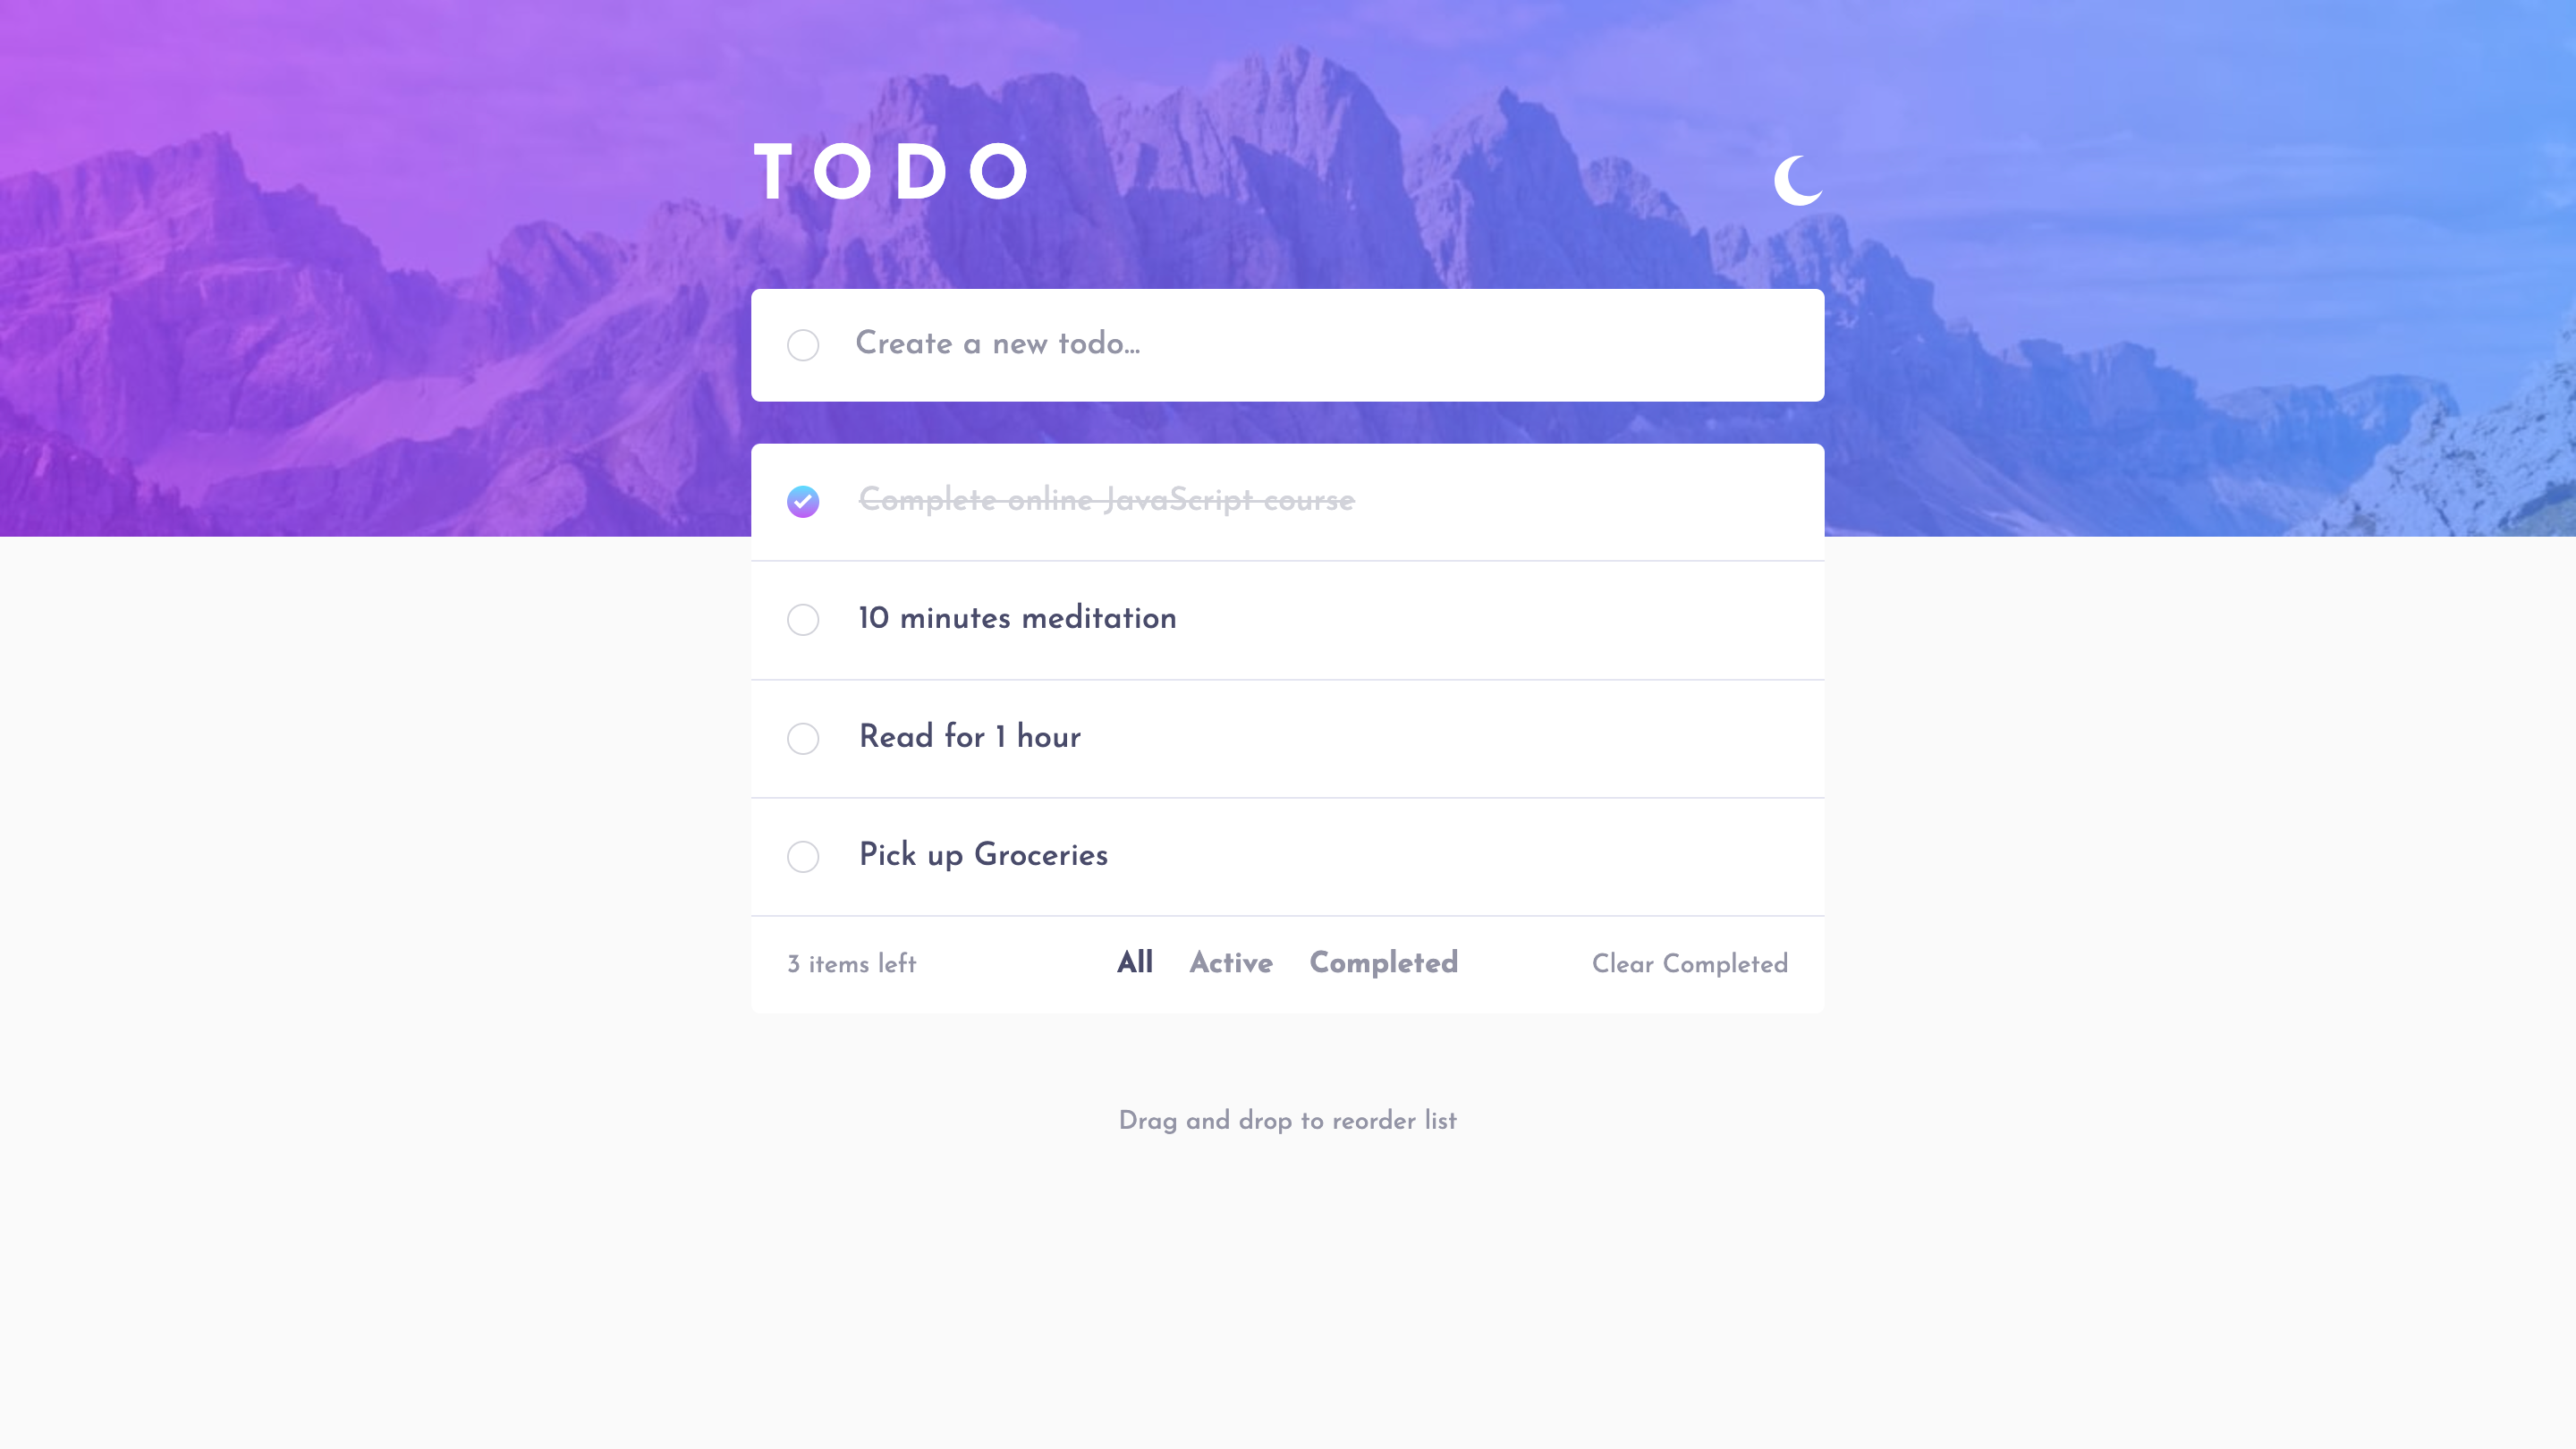 TODO
Create a new todo...
Complete online JavaScript course
10 minutes meditation
Read for 1 hour
Pick up Groceries
3 items left All Active Completed Clear Completed
Drag and drop to reorder list